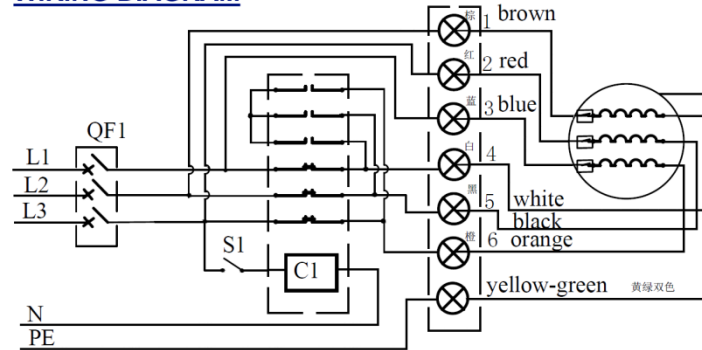 WIRING DIAGRAM
棕 1 brown
红 2 red
蓝 3 blue
白 4
white
黑 5
black
橙 6 orange
yellow-green 黄绿双色
QF1
L1
L2
L3
S1
C1
N
PE